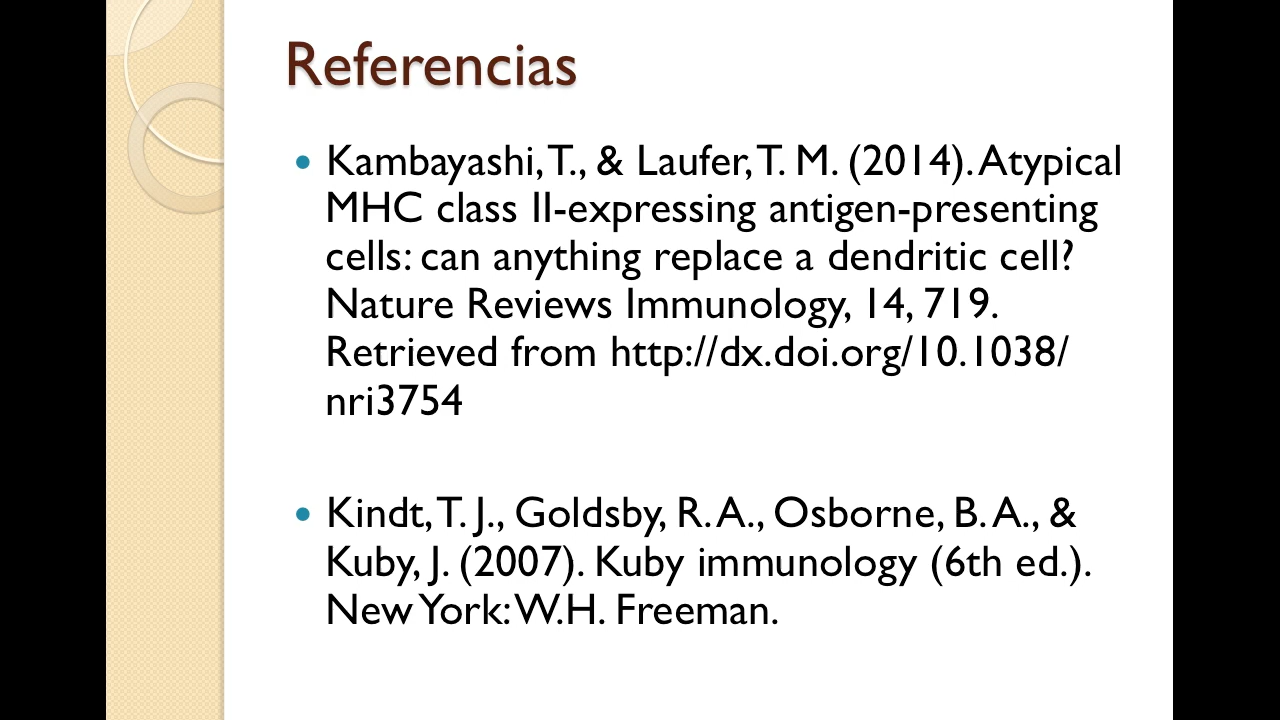 Referencias
• Kambayashi, T., & Laufer, T. M. (2014). Atypical
MHC class II-expressing antigen-presenting
cells: can anything replace a dendritic cell?
Nature Reviews Immunology, 14, 719.
Retrieved from http://dx.doi.org/10.1038/
nri3754
• Kindt, T. J., Goldsby, R. A., Osborne, B. A., &
Kuby, J. (2007). Kuby immunology (6th ed.).
New York: W.H. Freeman.